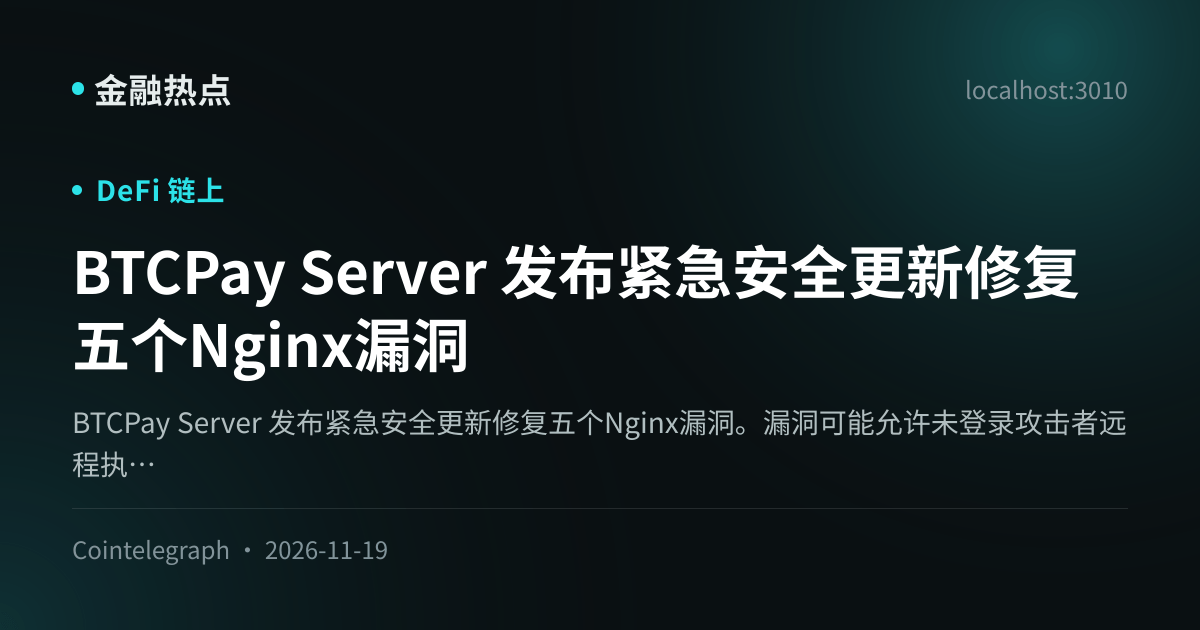 金融热点
localhost:3010
DeFi 链上
BTCPay Server 发布紧急安全更新修复
五个Nginx漏洞
BTCPay Server 发布紧急安全更新修复五个Nginx漏洞。漏洞可能允许未登录攻击者远
程执…
Cointelegraph · 2026-11-19